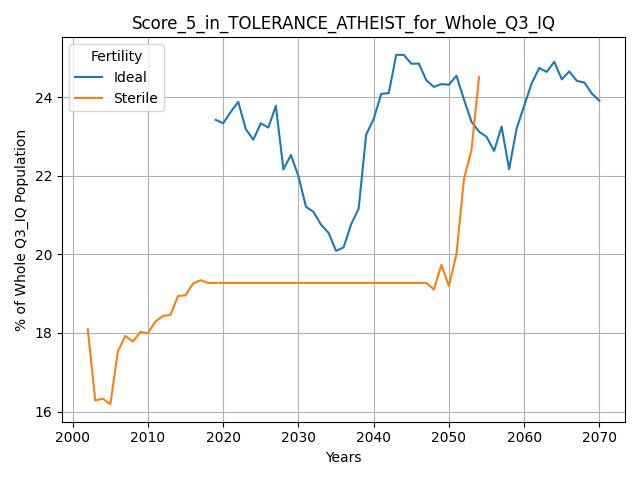 Score_5_in_TOLERANCE_ATHEIST_for_Whole_Q3_IQ
Fertility
Ideal
Sterile
% of Whole Q3_IQ Population
24
22
20
18
16
2000 2010 2020 2030 2040 2050 2060 2070
Years